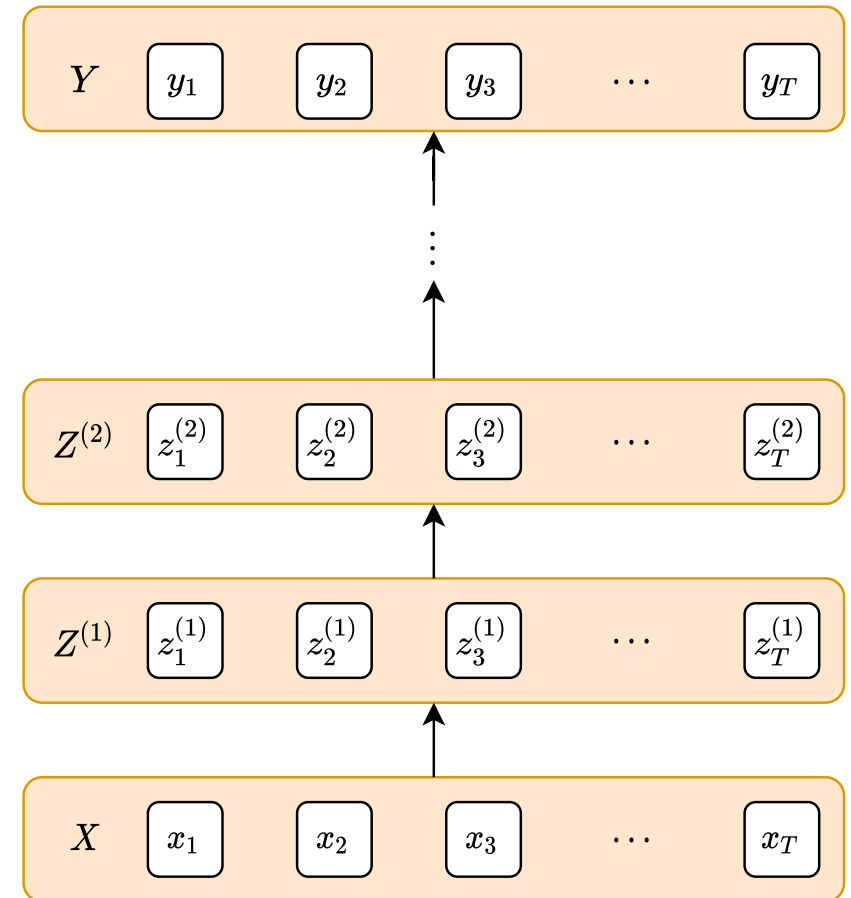 Y y₁ y₂ y₃ ⋯ y_T
⋮
Z⁽²⁾ z₁⁽²⁾ z₂⁽²⁾ z₃⁽²⁾ ⋯ z_T⁽²⁾
Z⁽¹⁾ z₁⁽¹⁾ z₂⁽¹⁾ z₃⁽¹⁾ ⋯ z_T⁽¹⁾
X x₁ x₂ x₃ ⋯ x_T